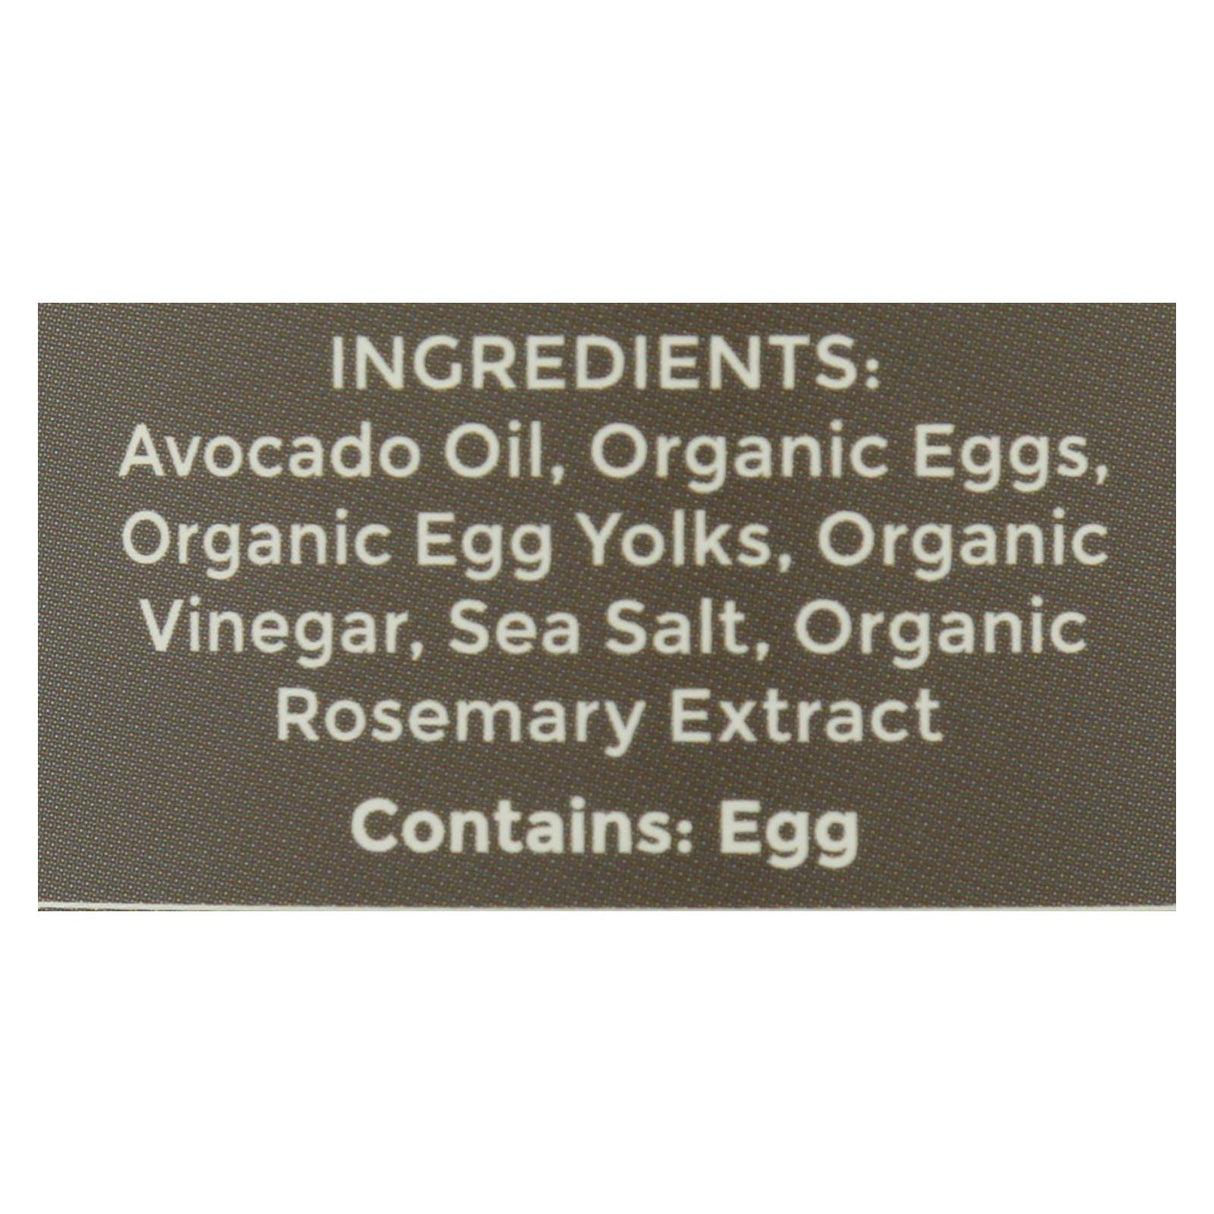 INGREDIENTS:
Avocado Oil, Organic Eggs,
Organic Egg Yolks, Organic
Vinegar, Sea Salt, Organic
Rosemary Extract
Contains: Egg